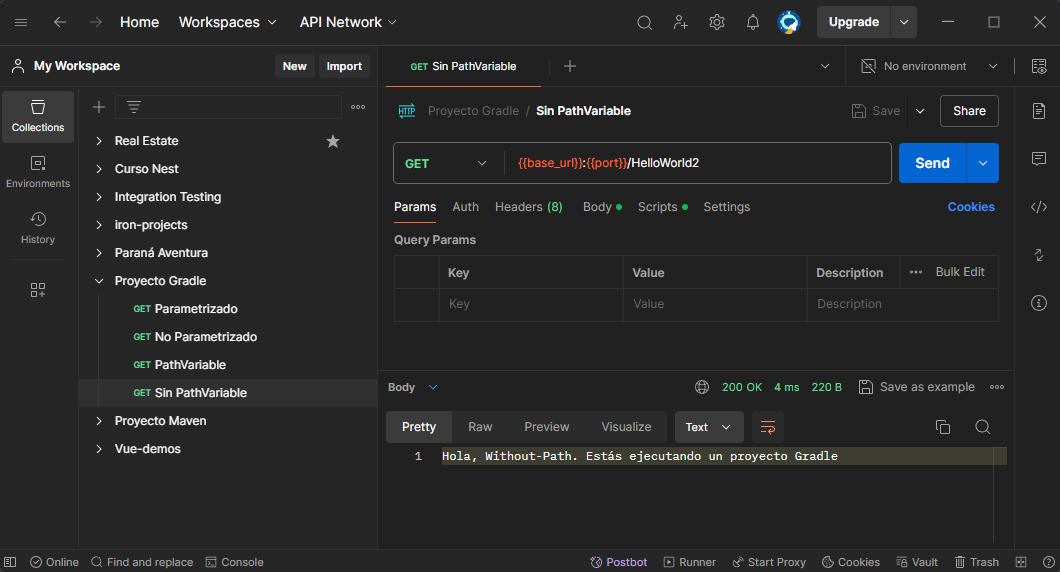 Home Workspaces API Network Upgrade
My Workspace New Import
GET Sin PathVariable No environment
Collections
Environments
History
Real Estate
Curso Nest
Integration Testing
iron-projects
Paraná Aventura
Proyecto Gradle
GET Parametrizado
GET No Parametrizado
GET PathVariable
GET Sin PathVariable
Proyecto Maven
Vue-demos
HTTP Proyecto Gradle / Sin PathVariable Save Share
GET {{base_url}}:{{port}}/HelloWorld2 Send
Params Auth Headers (8) Body Scripts Settings Cookies
Query Params
Key Value Description Bulk Edit
Key Value Description
Body 200 OK 4 ms 220 B Save as example
Pretty Raw Preview Visualize Text
1 Hola, Without-Path. Estás ejecutando un proyecto Gradle
Online Find and replace Console Postbot Runner Start Proxy Cookies Vault Trash